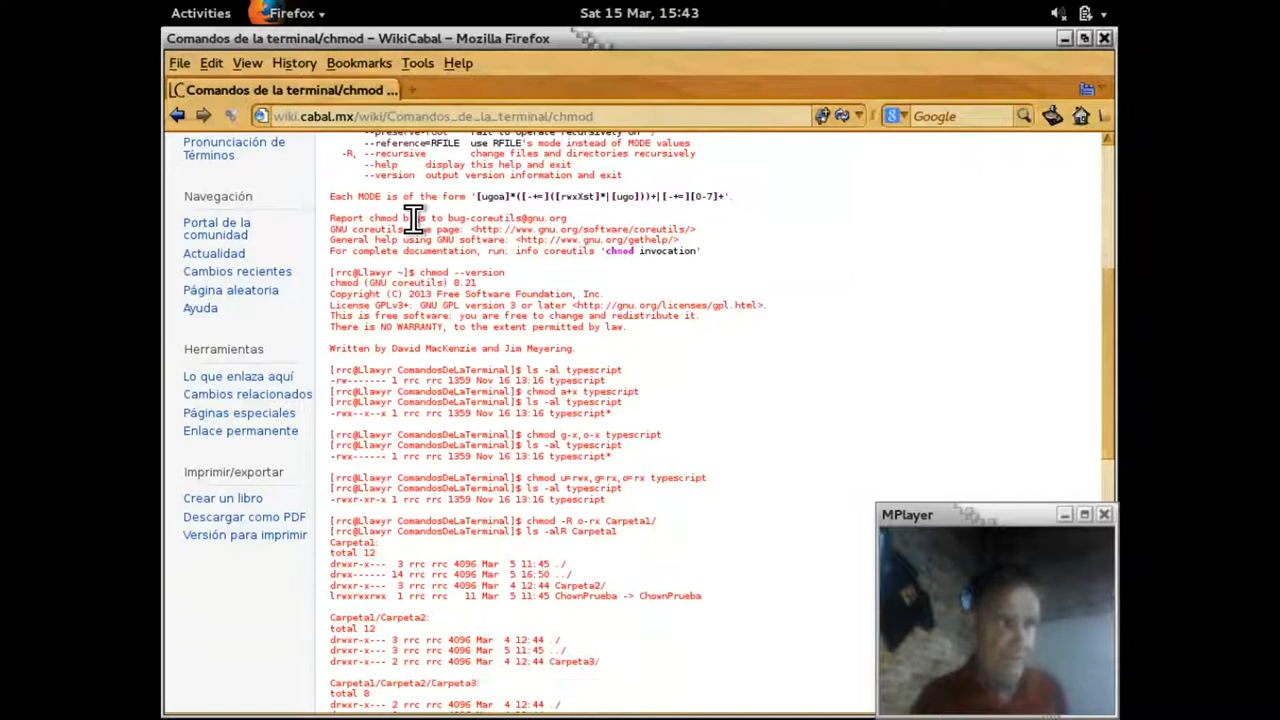 Activities Firefox Sat 15 Mar, 15:43
Comandos de la terminal/chmod – WikiCabal – Mozilla Firefox
File Edit View History Bookmarks Tools Help
Comandos de la terminal/chmod ...
wiki.cabal.mx/wiki/Comandos_de_la_terminal/chmod
Google
Pronunciación de
Términos
Navegación
Portal de la
comunidad
Actualidad
Cambios recientes
Página aleatoria
Ayuda
Herramientas
Lo que enlaza aquí
Cambios relacionados
Páginas especiales
Enlace permanente
Imprimir/exportar
Crear un libro
Descargar como PDF
Versión para imprimir
--preserve-root fail to operate recursively on '/'
--reference=RFILE use RFILE's mode instead of MODE values
-R, --recursive change files and directories recursively
--help display this help and exit
--version output version information and exit
Each MODE is of the form '[ugoa]*([-+=]([rwxXst]*|[ugo]))+|[-+=][0-7]+'.
Report chmod to bug-coreutils@gnu.org
GNU coreutils page: <http://www.gnu.org/software/coreutils/>
General help using GNU software: <http://www.gnu.org/gethelp/>
For complete documentation, run: info coreutils 'chmod invocation'
[rrc@Llawyr ~]$ chmod --version
chmod (GNU coreutils) 8.21
Copyright (C) 2013 Free Software Foundation, Inc.
License GPLv3+: GNU GPL version 3 or later <http://gnu.org/licenses/gpl.html>.
This is free software: you are free to change and redistribute it.
There is NO WARRANTY, to the extent permitted by law.
Written by David MacKenzie and Jim Meyering.
[rrc@Llawyr ComandosDeLaTerminal]$ ls -al typescript
-rw------- 1 rrc rrc 1359 Nov 16 13:16 typescript
[rrc@Llawyr ComandosDeLaTerminal]$ chmod a+x typescript
[rrc@Llawyr ComandosDeLaTerminal]$ ls -al typescript
-rwx--x--x 1 rrc rrc 1359 Nov 16 13:16 typescript*
[rrc@Llawyr ComandosDeLaTerminal]$ chmod g-x,o-x typescript
[rrc@Llawyr ComandosDeLaTerminal]$ ls -al typescript
-rwx------ 1 rrc rrc 1359 Nov 16 13:16 typescript*
[rrc@Llawyr ComandosDeLaTerminal]$ chmod u=rwx,g=rx,o=rx typescript
[rrc@Llawyr ComandosDeLaTerminal]$ ls -al typescript
-rwxr-xr-x 1 rrc rrc 1359 Nov 16 13:16 typescript*
[rrc@Llawyr ComandosDeLaTerminal]$ chmod -R o-rx Carpeta1/
[rrc@Llawyr ComandosDeLaTerminal]$ ls -alR Carpeta1
Carpeta1:
total 12
drwxr-x--- 3 rrc rrc 4096 Mar 5 11:45 ./
drwx------ 14 rrc rrc 4096 Mar 5 16:50 ../
drwxr-x--- 3 rrc rrc 4096 Mar 4 12:44 Carpeta2/
lrwxrwxrwx 1 rrc rrc 11 Mar 5 11:45 ChownPrueba -> ChownPrueba
Carpeta1/Carpeta2:
total 12
drwxr-x--- 3 rrc rrc 4096 Mar 4 12:44 ./
drwxr-x--- 3 rrc rrc 4096 Mar 5 11:45 ../
drwxr-x--- 2 rrc rrc 4096 Mar 4 12:44 Carpeta3/
Carpeta1/Carpeta2/Carpeta3:
total 8
drwxr-x--- 2 rrc rrc 4096 Mar 4 12:44 ./
MPlayer